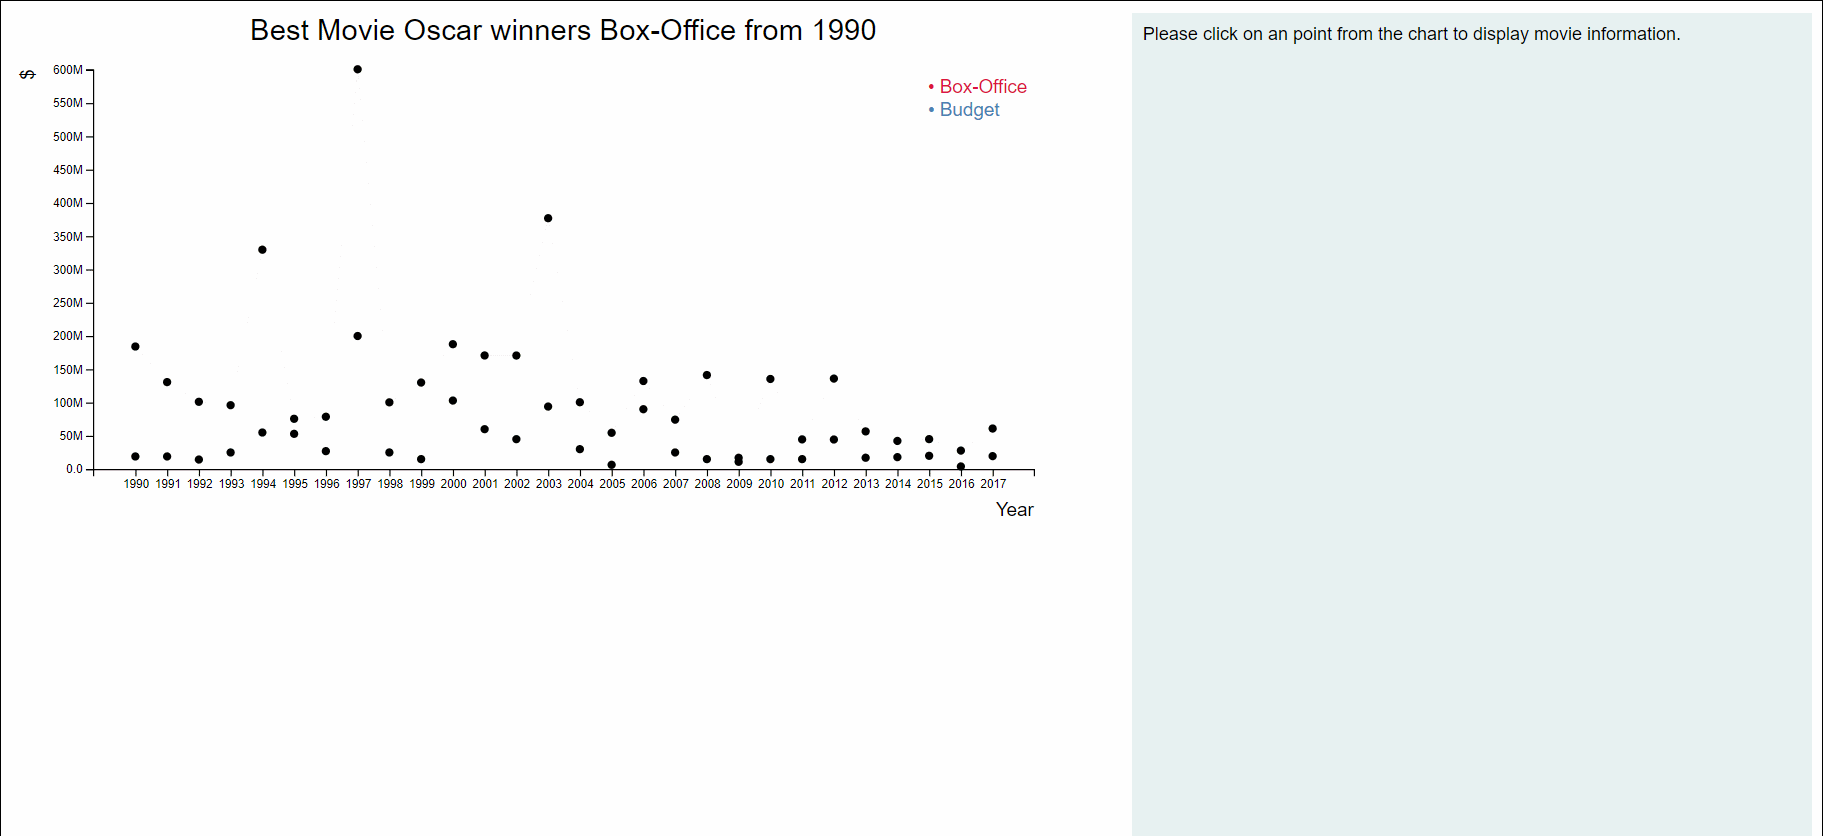 Best Movie Oscar winners Box-Office from 1990
Please click on an point from the chart to display movie information.
$
600M
550M
500M
450M
400M
350M
300M
250M
200M
150M
100M
50M
0.0
• Box-Office
• Budget
1990 1991 1992 1993 1994 1995 1996 1997 1998 1999 2000 2001 2002 2003 2004 2005 2006 2007 2008 2009 2010 2011 2012 2013 2014 2015 2016 2017
Year